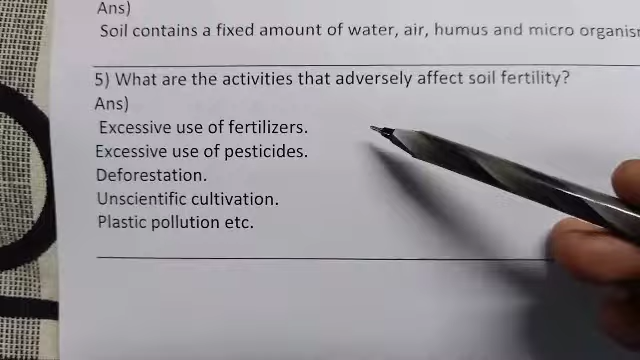 Ans)
Soil contains a fixed amount of water, air, humus and micro
5) What are the activities that adversely affect soil fertility?
Ans)
Excessive use of fertilizers.
Excessive use of pesticides.
Deforestation.
Unscientific cultivation.
Plastic pollution etc.